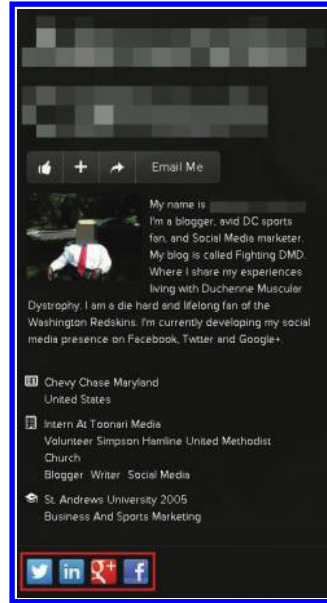 Email Me
My name is
I'm a blogger, avid DC sports
fan, and Social Media marketer.
My blog is called Fighting DMD.
Where I share my experiences
living with Duchenne Muscular
Dystrophy. I am a die hard and lifelong fan of the
Washington Redskins. I'm currently developing my social
media presence on Facebook, Twtter and Google+.
Chevy Chase Maryland
United States
Intern At Toonari Media
Volunteer Simpson Hamline United Methodist
Church
Blogger Writer Social Media
St. Andrews University 2005
Business And Sports Marketing
in g+ f